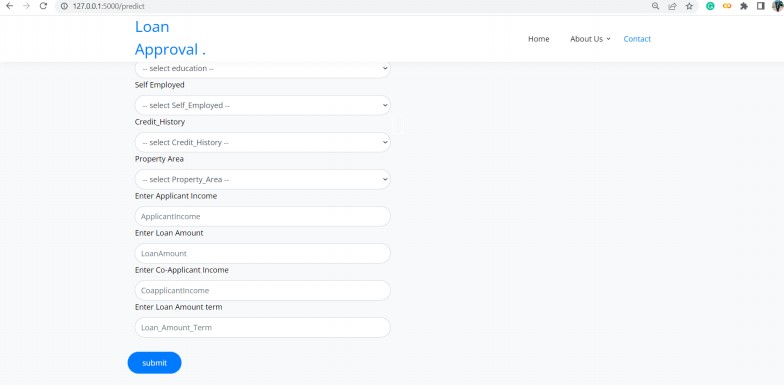 127.0.0.1:5000/predict
Loan
Approval .
Home About Us Contact
-- select education --
Self Employed
-- select Self_Employed --
Credit_History
-- select Credit_History --
Property Area
-- select Property_Area --
Enter Applicant Income
ApplicantIncome
Enter Loan Amount
LoanAmount
Enter Co-Applicant Income
CoapplicantIncome
Enter Loan Amount term
Loan_Amount_Term
submit